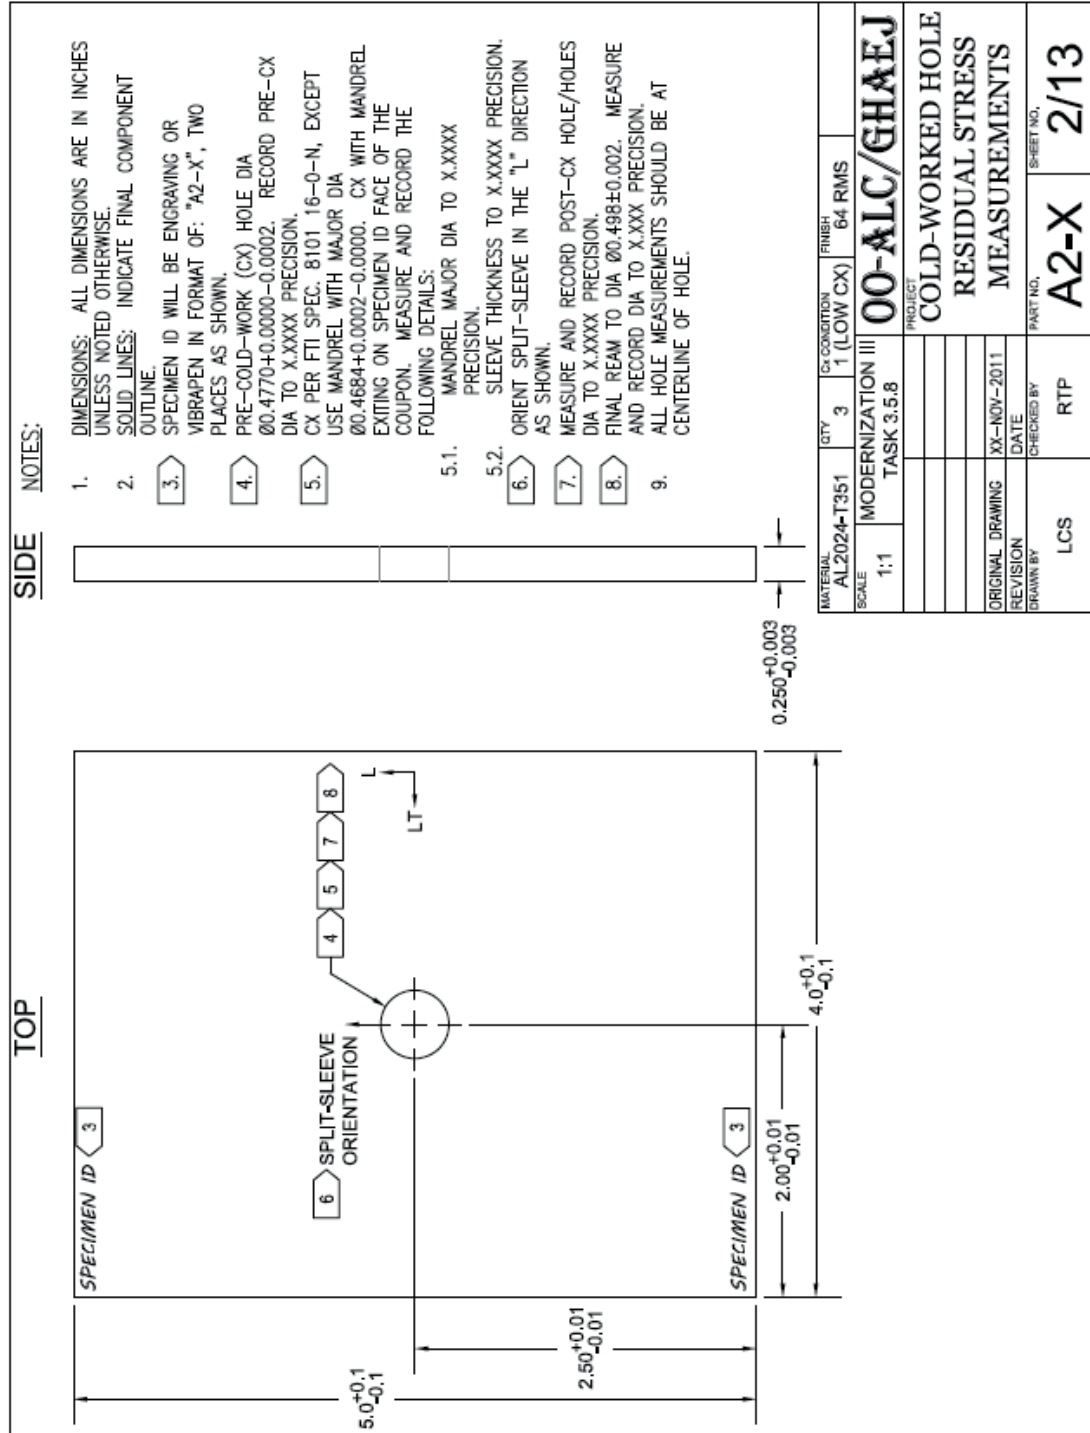 TOP
SIDE
SPECIMEN ID 3
6 SPLIT-SLEEVE
ORIENTATION
4 5 7 8
L
LT
SPECIMEN ID 3
5.0+0.1
-0.1
2.50+0.01
-0.01
2.00+0.01
-0.01
4.0+0.1
-0.1
0.250+0.003
-0.003
NOTES:
1. DIMENSIONS: ALL DIMENSIONS ARE IN INCHES
UNLESS NOTED OTHERWISE.
2. SOLID LINES: INDICATE FINAL COMPONENT
OUTLINE.
3. SPECIMEN ID WILL BE ENGRAVING OR
VIBRAPEN IN FORMAT OF: "A2-X", TWO
PLACES AS SHOWN.
4. PRE-COLD-WORK (CX) HOLE DIA
Ø0.4770+0.0000-0.0002. RECORD PRE-CX
DIA TO X.XXXX PRECISION.
5. CX PER FTI SPEC. 8101 16-0-N, EXCEPT
USE MANDREL WITH MAJOR DIA
Ø0.4684+0.0002-0.0000. CX WITH MANDREL
EXITING ON SPECIMEN ID FACE OF THE
COUPON. MEASURE AND RECORD THE
FOLLOWING DETAILS:
5.1. MANDREL MAJOR DIA TO X.XXXX
PRECISION.
5.2. SLEEVE THICKNESS TO X.XXXX PRECISION.
6. ORIENT SPLIT-SLEEVE IN THE "L" DIRECTION
AS SHOWN.
7. MEASURE AND RECORD POST-CX HOLE/HOLES
DIA TO X.XXXX PRECISION.
8. FINAL REAM TO DIA Ø0.498±0.002. MEASURE
AND RECORD DIA TO X.XXX PRECISION.
9. ALL HOLE MEASUREMENTS SHOULD BE AT
CENTERLINE OF HOLE.
MATERIAL QTY Cx CONDITION FINISH
AL2024-T351 3 1 (LOW CX) 64 RMS
SCALE
1:1
MODERNIZATION III
TASK 3.5.8
OO-ALC/GHAEJ
PROJECT
COLD-WORKED HOLE
RESIDUAL STRESS
MEASUREMENTS
ORIGINAL DRAWING XX-NOV-2011
REVISION DATE
DRAWN BY CHECKED BY PART NO. SHEET NO.
LCS RTP A2-X 2/13